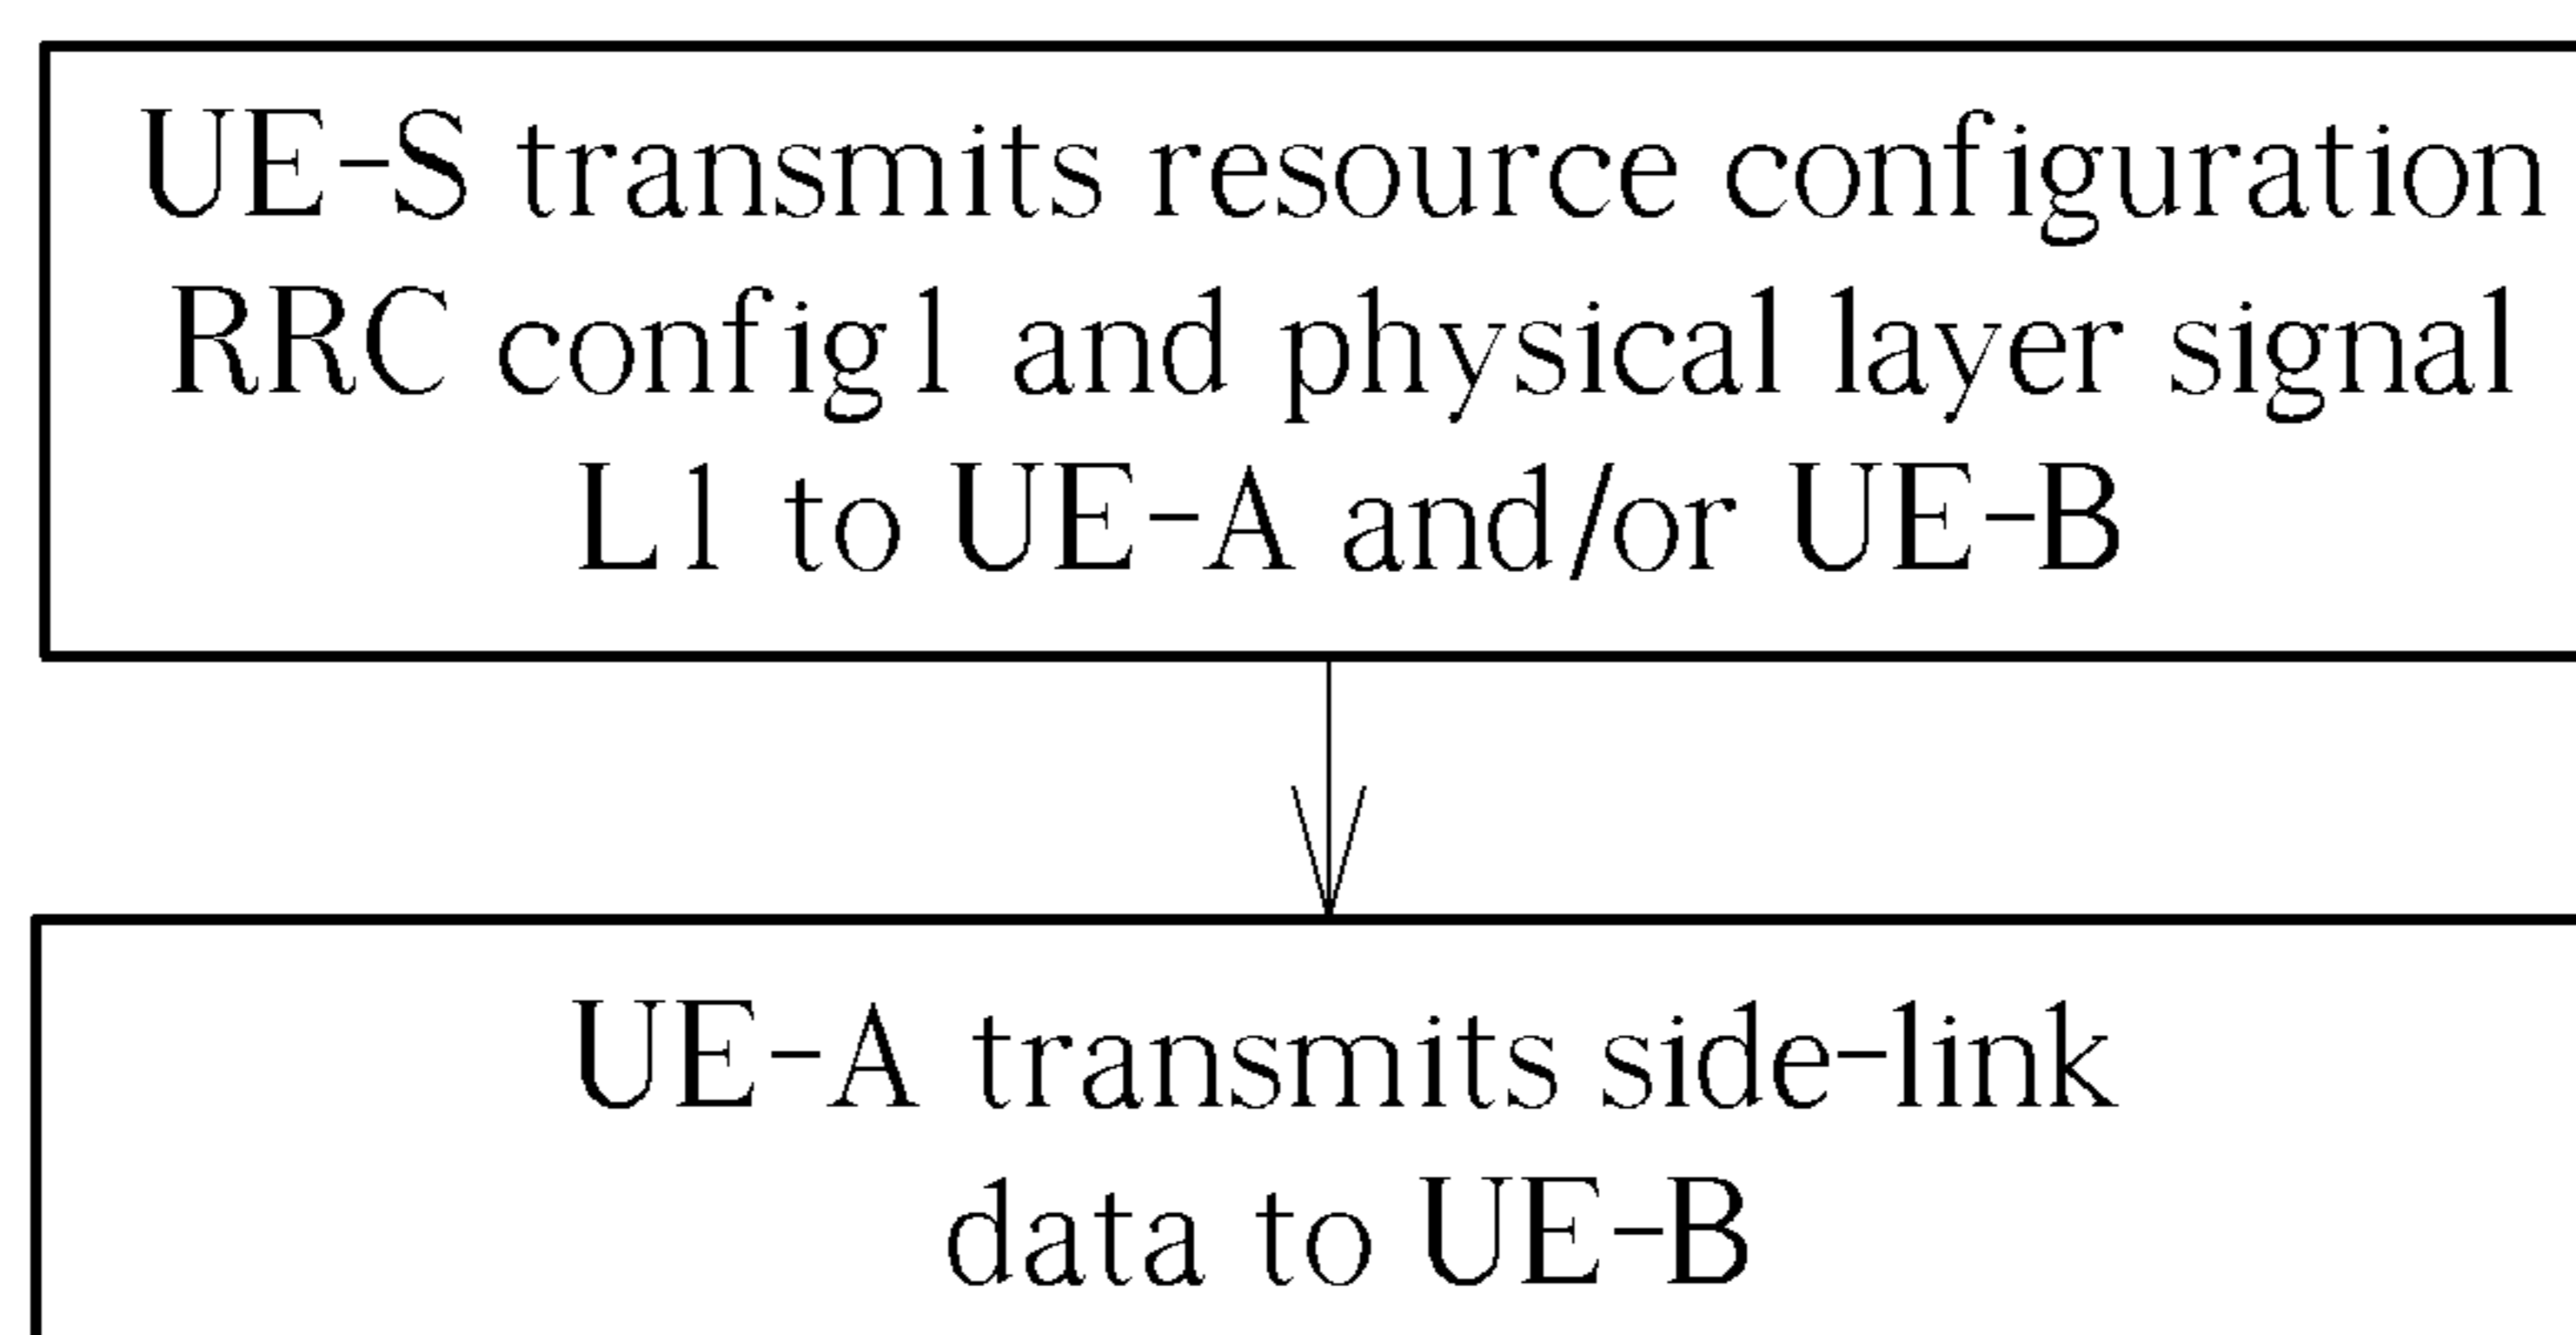 UE-S transmits resource configuration
RRC config1 and physical layer signal
L1 to UE-A and/or UE-B
UE-A transmits side-link
data to UE-B